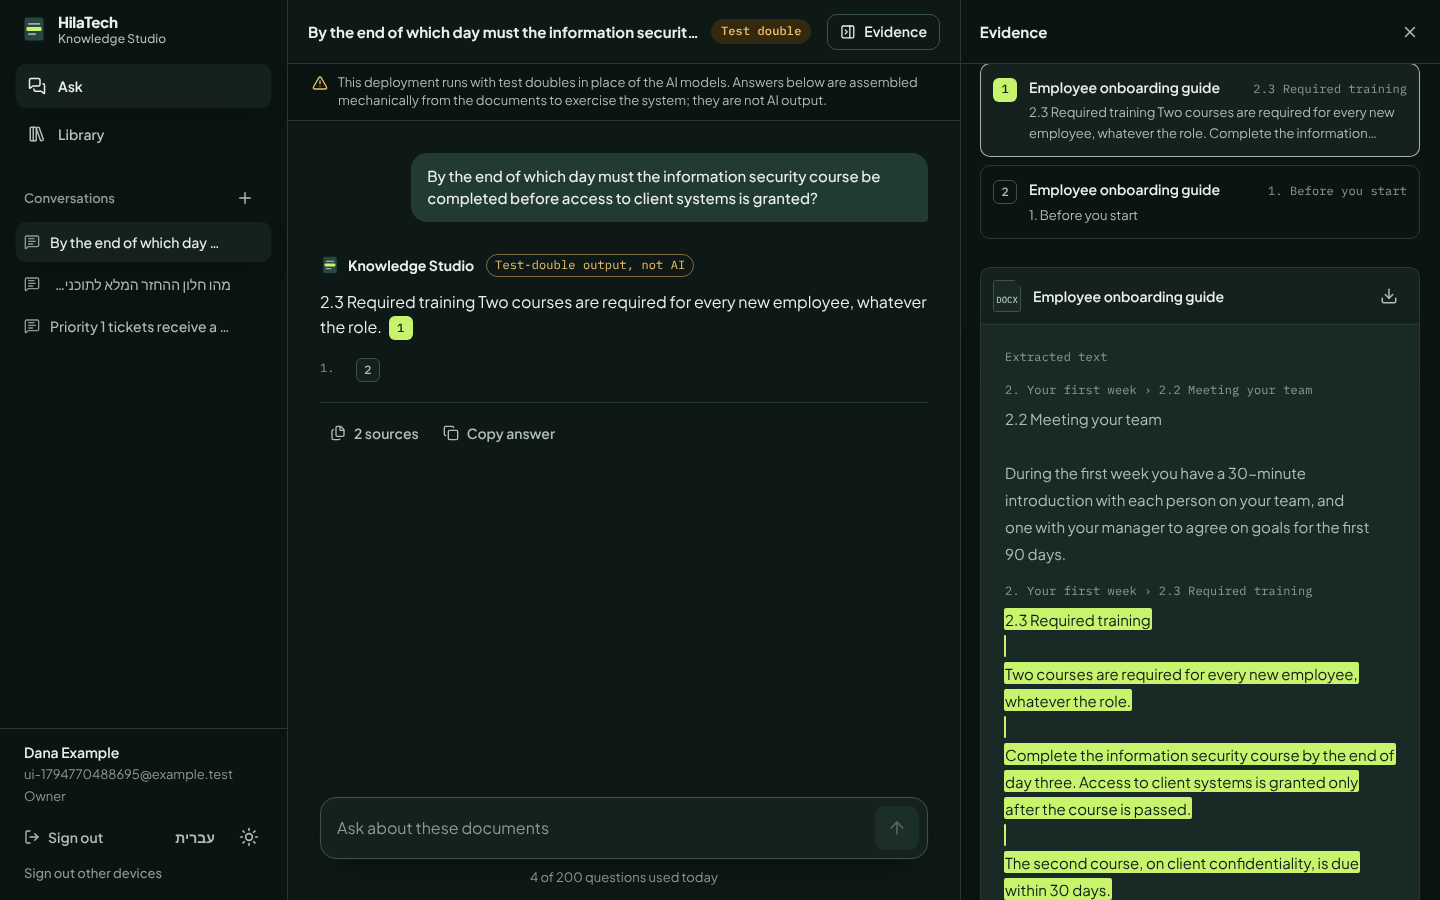 HilaTech
Knowledge Studio
Ask
Library
Conversations
By the end of which day ...
מהו חלון ההחזר המלא לתוכני...
Priority 1 tickets receive a ...
Dana Example
ui-1794770488695@example.test
Owner
Sign out
עברית
Sign out other devices
By the end of which day must the information securit...
Test double
Evidence
This deployment runs with test doubles in place of the AI models. Answers below are assembled
mechanically from the documents to exercise the system; they are not AI output.
By the end of which day must the information security course be
completed before access to client systems is granted?
Knowledge Studio
Test-double output, not AI
2.3 Required training Two courses are required for every new employee, whatever
the role. 1
1. 2
2 sources
Copy answer
Ask about these documents
4 of 200 questions used today
Evidence
1 Employee onboarding guide 2.3 Required training
2.3 Required training Two courses are required for every new
employee, whatever the role. Complete the information...
2 Employee onboarding guide 1. Before you start
1. Before you start
DOCX Employee onboarding guide
Extracted text
2. Your first week › 2.2 Meeting your team
2.2 Meeting your team
During the first week you have a 30-minute
introduction with each person on your team, and
one with your manager to agree on goals for the first
90 days.
2. Your first week › 2.3 Required training
2.3 Required training
Two courses are required for every new employee,
whatever the role.
Complete the information security course by the end of
day three. Access to client systems is granted only
after the course is passed.
The second course, on client confidentiality, is due
within 30 days.